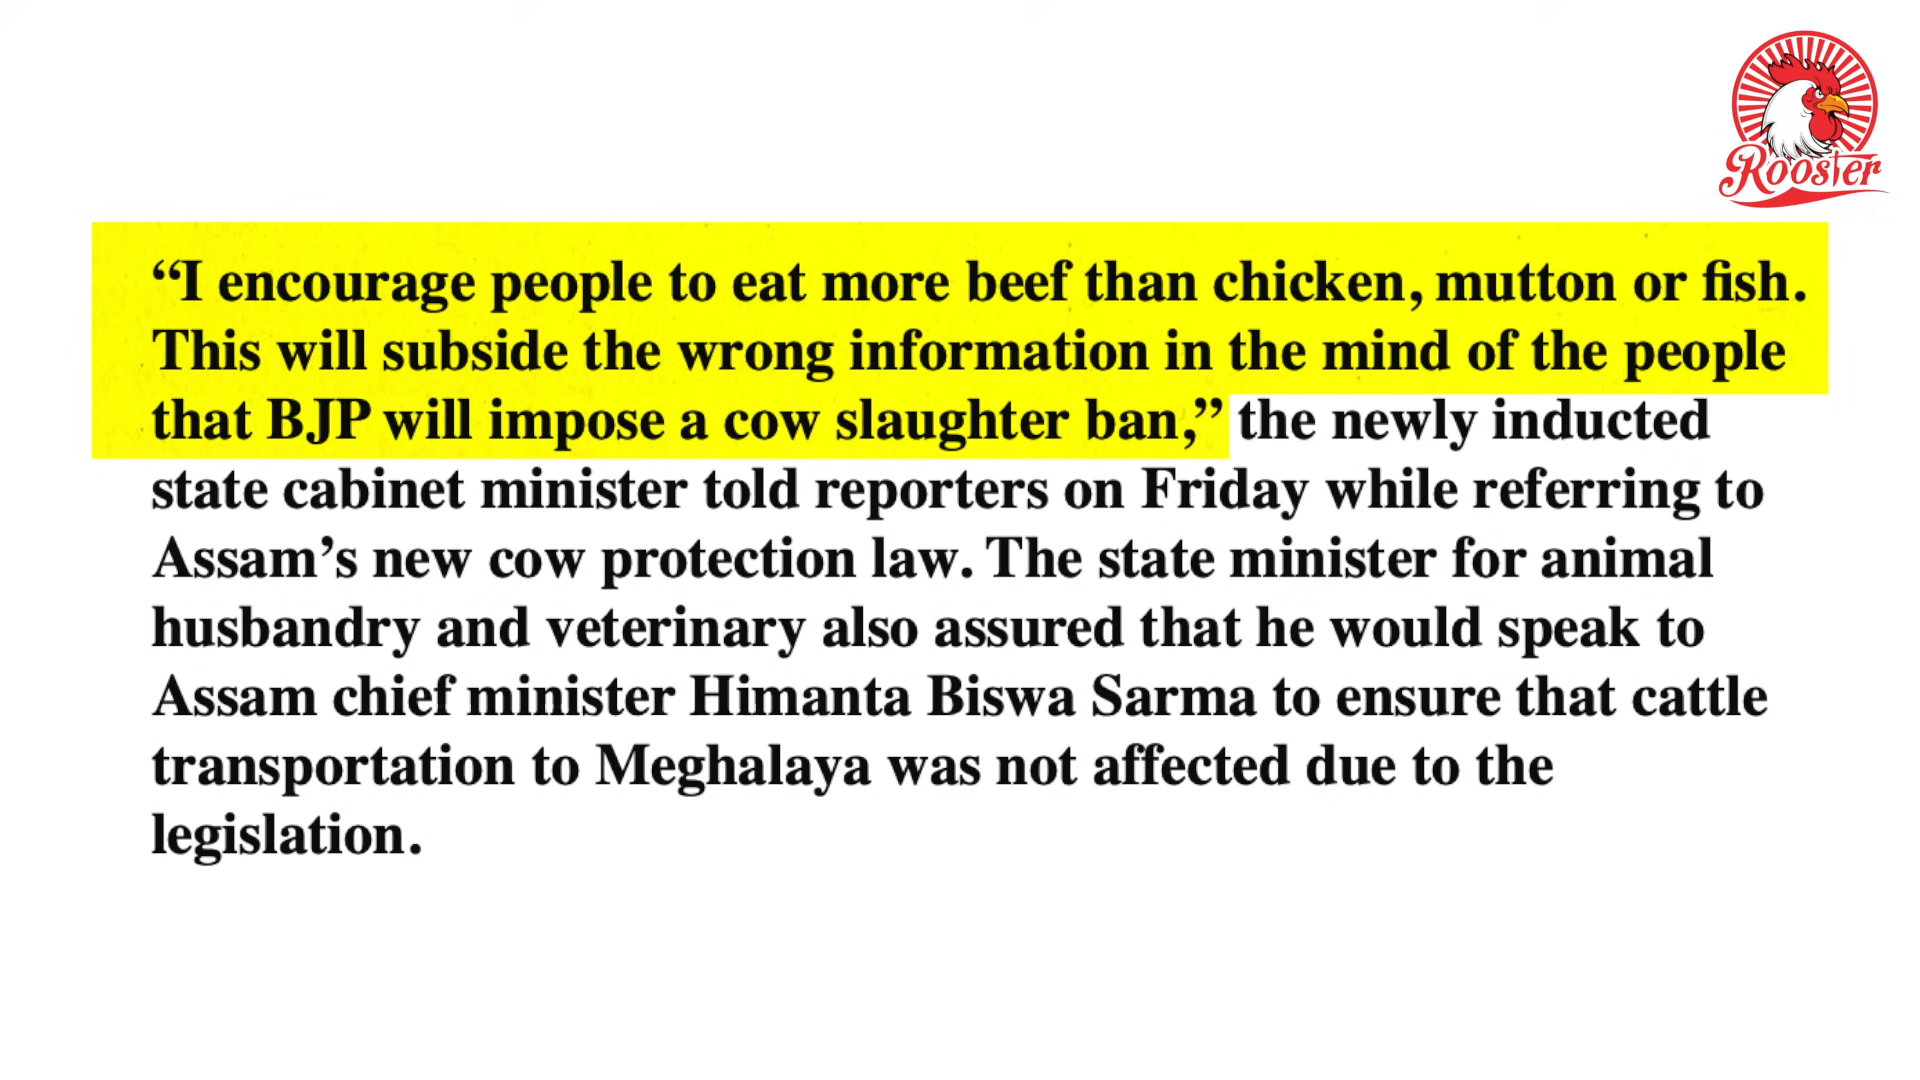 Rooster
“I encourage people to eat more beef than chicken, mutton or fish.
This will subside the wrong information in the mind of the people
that BJP will impose a cow slaughter ban,” the newly inducted
state cabinet minister told reporters on Friday while referring to
Assam’s new cow protection law. The state minister for animal
husbandry and veterinary also assured that he would speak to
Assam chief minister Himanta Biswa Sarma to ensure that cattle
transportation to Meghalaya was not affected due to the
legislation.